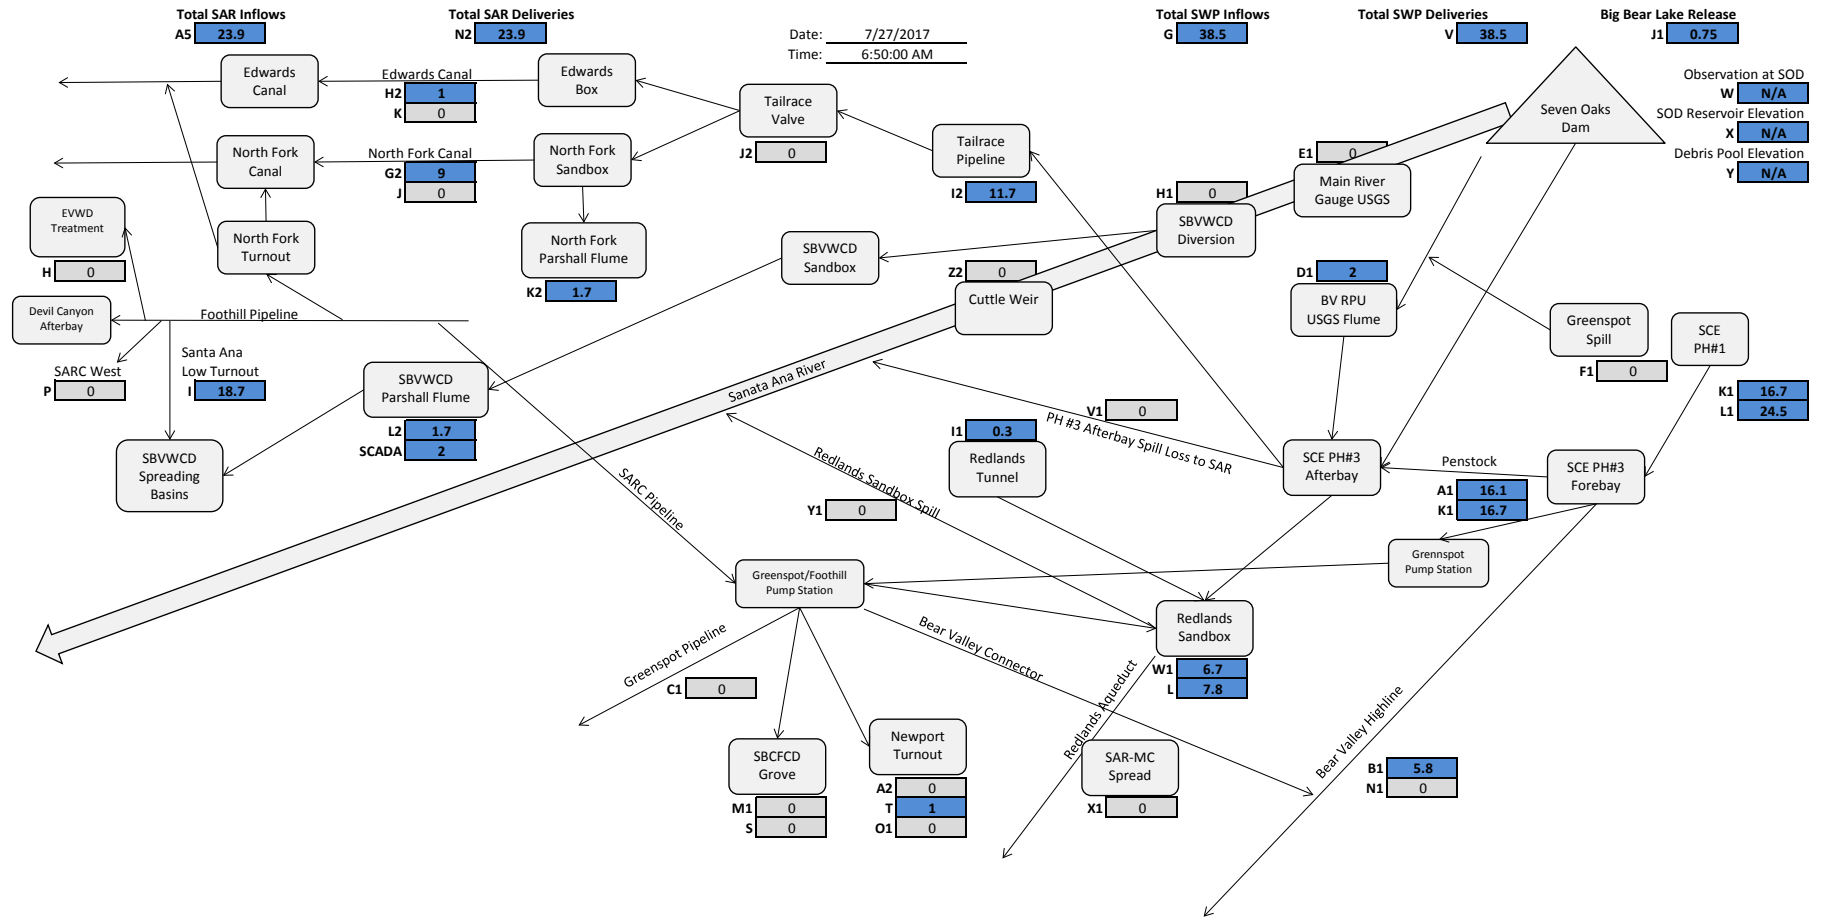 Total SAR Inflows
A5 23.9
Total SAR Deliveries
N2 23.9
Date: 7/27/2017
Time: 6:50:00 AM
Total SWP Inflows
G 38.5
Total SWP Deliveries
V 38.5
Big Bear Lake Release
J1 0.75
Observation at SOD
W N/A
SOD Reservoir Elevation
X N/A
Debris Pool Elevation
Y N/A
Seven Oaks
Dam
Edwards
Canal
Edwards Canal
H2 1
K 0
Edwards
Box
Tailrace
Valve
J2 0
Tailrace
Pipeline
I2 11.7
North Fork
Canal
North Fork Canal
G2 9
J 0
North Fork
Sandbox
North Fork
Parshall Flume
K2 1.7
E1 0
Main River
Gauge USGS
H1 0
SBVWCD
Diversion
EVWD
Treatment
H 0
North Fork
Turnout
SBVWCD
Sandbox
Z2 0
Cuttle Weir
D1 2
BV RPU
USGS Flume
Greenspot
Spill
F1 0
SCE
PH#1
K1 16.7
L1 24.5
Devil Canyon
Afterbay
Foothill Pipeline
SARC West
P 0
Santa Ana
Low Turnout
I 18.7
SBVWCD
Parshall Flume
L2 1.7
SCADA 2
SBVWCD
Spreading
Basins
Sanata Ana River
V1 0
PH #3 Afterbay Spill Loss to SAR
I1 0.3
Redlands
Tunnel
SCE PH#3
Afterbay
Penstock
A1 16.1
K1 16.7
SCE PH#3
Forebay
SARC Pipeline
Redlands Sandbox Spill
Y1 0
Grennspot
Pump Station
Greenspot/Foothill
Pump Station
Redlands
Sandbox
W1 6.7
L 7.8
Greenspot Pipeline
C1 0
Bear Valley Connector
Redlands Aqueduct
Bear Valley Highline
SBCFCD
Grove
M1 0
S 0
Newport
Turnout
A2 0
T 1
O1 0
SAR-MC
Spread
X1 0
B1 5.8
N1 0